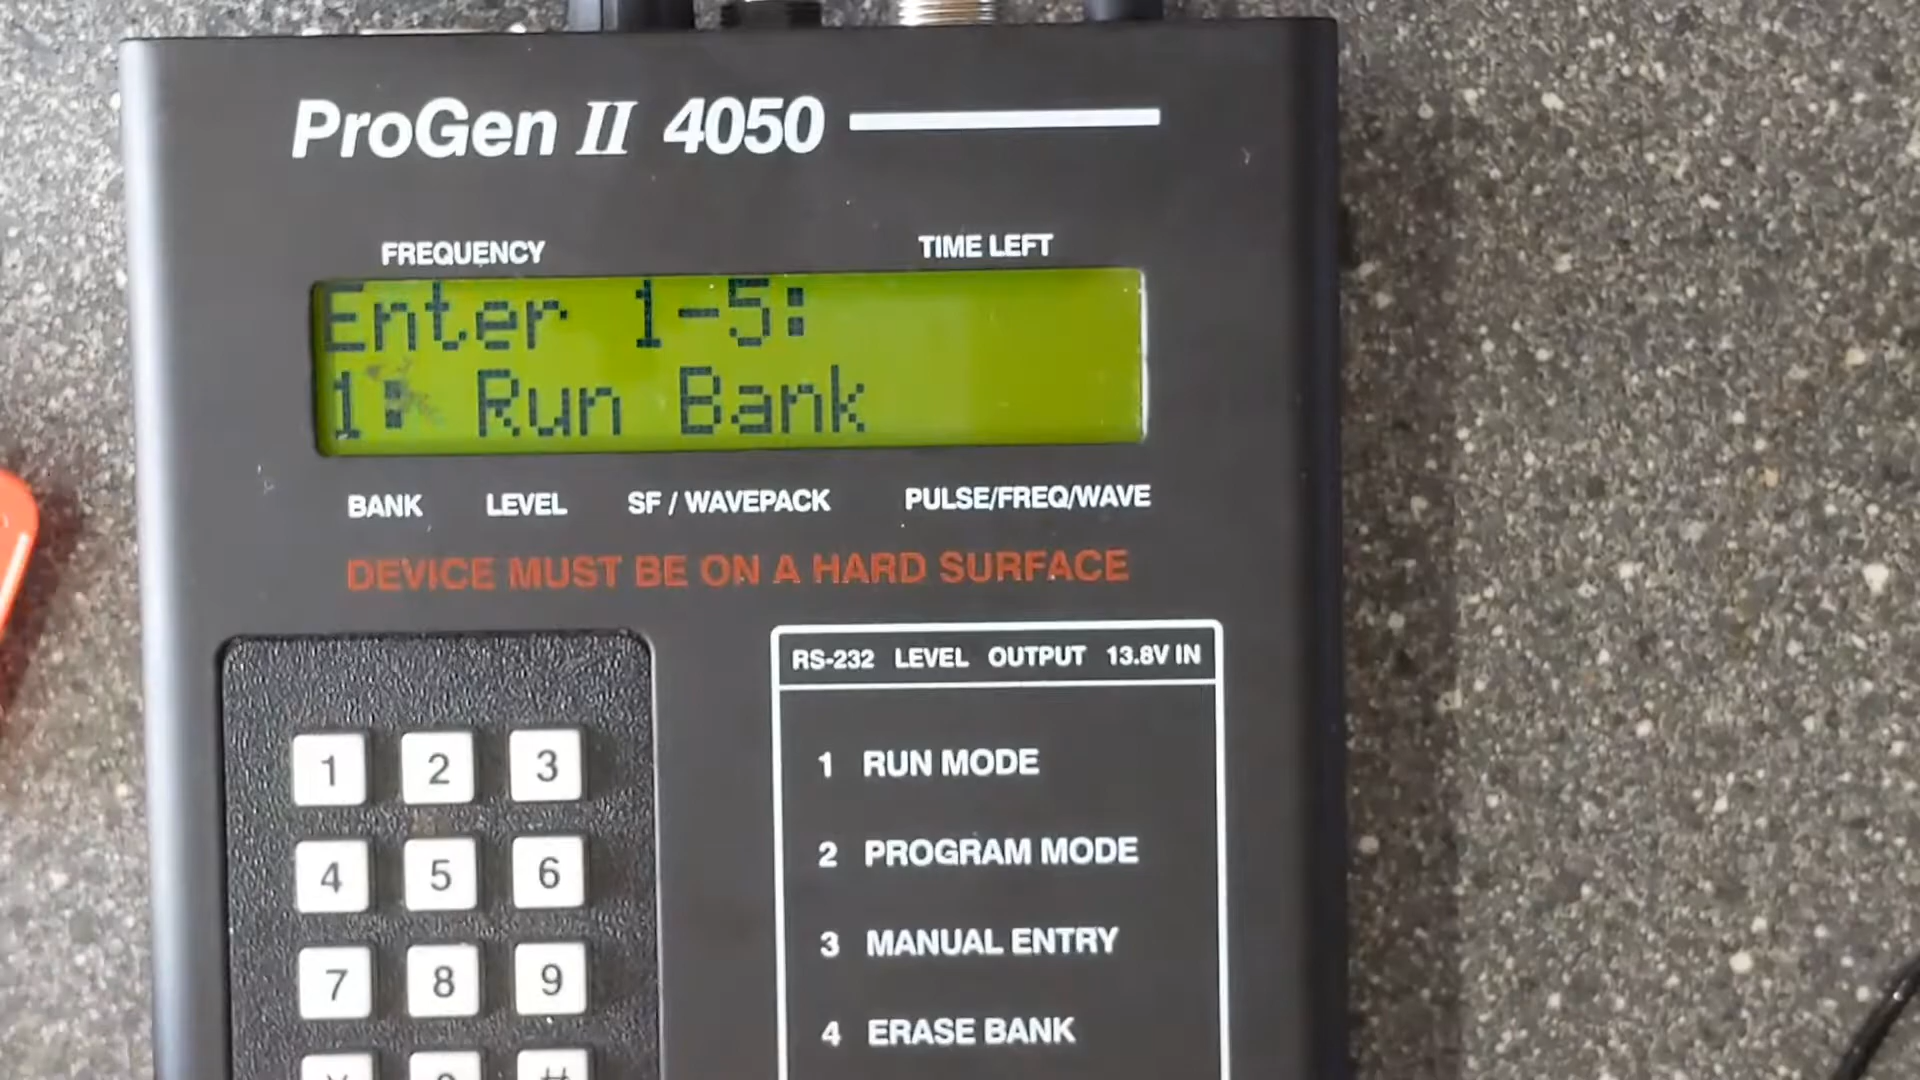 ProGen II 4050
FREQUENCY TIME LEFT
Enter 1-5:
1: Run Bank
BANK LEVEL SF / WAVEPACK PULSE/FREQ/WAVE
DEVICE MUST BE ON A HARD SURFACE
RS-232 LEVEL OUTPUT 13.8V IN
1 RUN MODE
2 PROGRAM MODE
3 MANUAL ENTRY
4 ERASE BANK
1 2 3
4 5 6
7 8 9
0 #